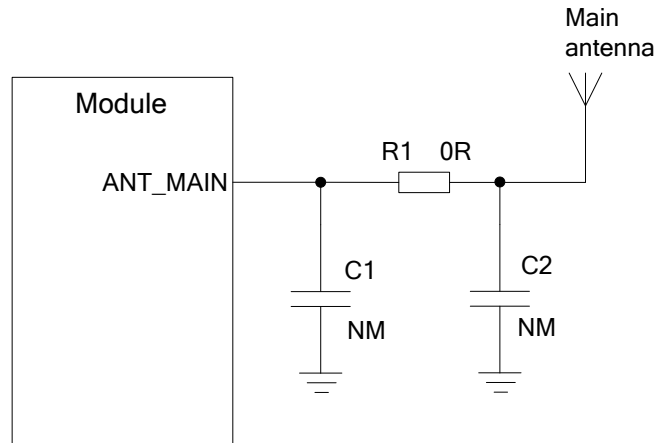 Main
antenna
Module
R1 0R
ANT_MAIN
C1
C2
NM
NM